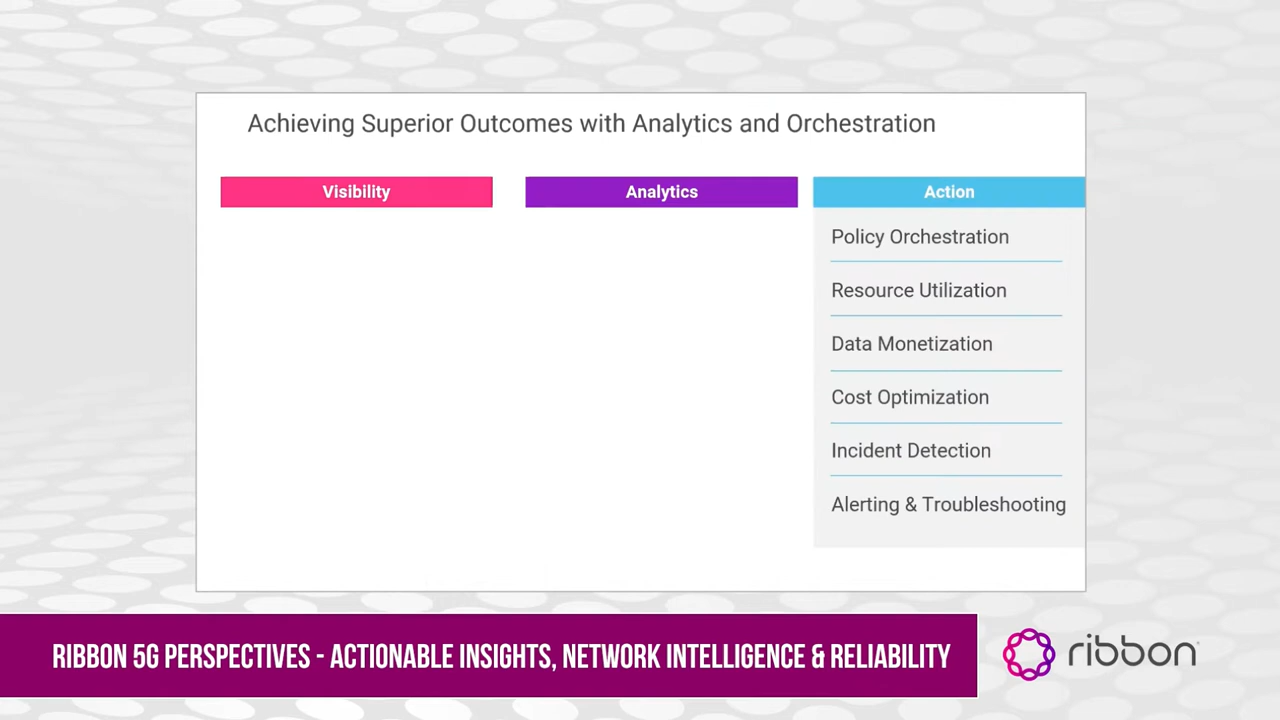 Achieving Superior Outcomes with Analytics and Orchestration
Visibility
Analytics
Action
Policy Orchestration
Resource Utilization
Data Monetization
Cost Optimization
Incident Detection
Alerting & Troubleshooting
RIBBON 5G PERSPECTIVES - ACTIONABLE INSIGHTS, NETWORK INTELLIGENCE & RELIABILITY
ribbon